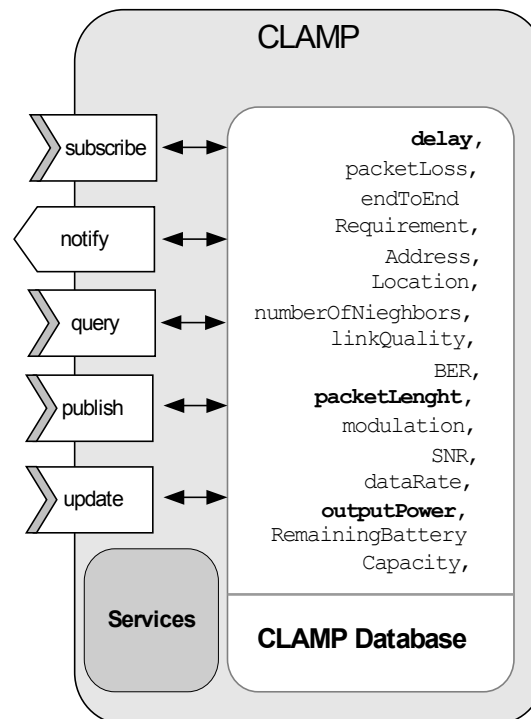 CLAMP
subscribe
notify
query
publish
update
Services
delay,
packetLoss,
endToEnd
Requirement,
Address,
Location,
numberOfNieghbors,
linkQuality,
BER,
packetLenght,
modulation,
SNR,
dataRate,
outputPower,
RemainingBattery
Capacity,
CLAMP Database